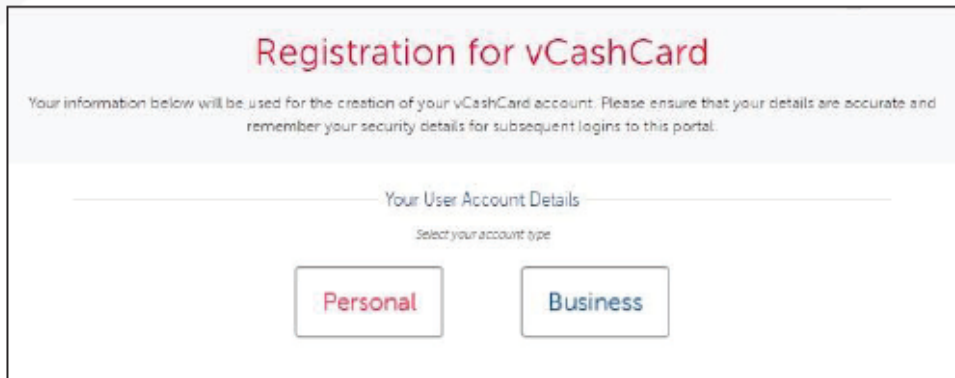 Registration for vCashCard
Your information below will be used for the creation of your vCashCard account. Please ensure that your details are accurate and
remember your security details for subsequent logins to this portal.
Your User Account Details
Select your account type
Personal
Business